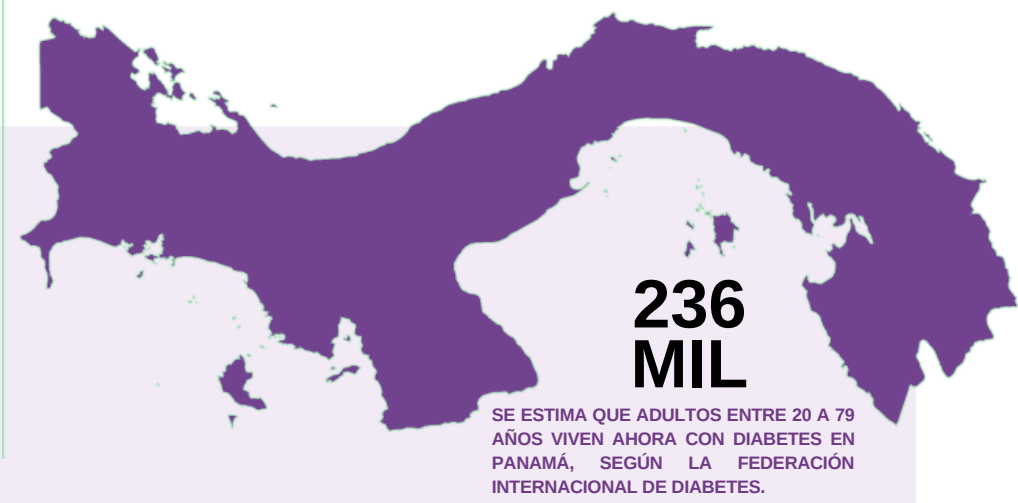 236
MIL
SE ESTIMA QUE ADULTOS ENTRE 20 A 79
AÑOS VIVEN AHORA CON DIABETES EN
PANAMÁ, SEGÚN LA FEDERACIÓN
INTERNACIONAL DE DIABETES.